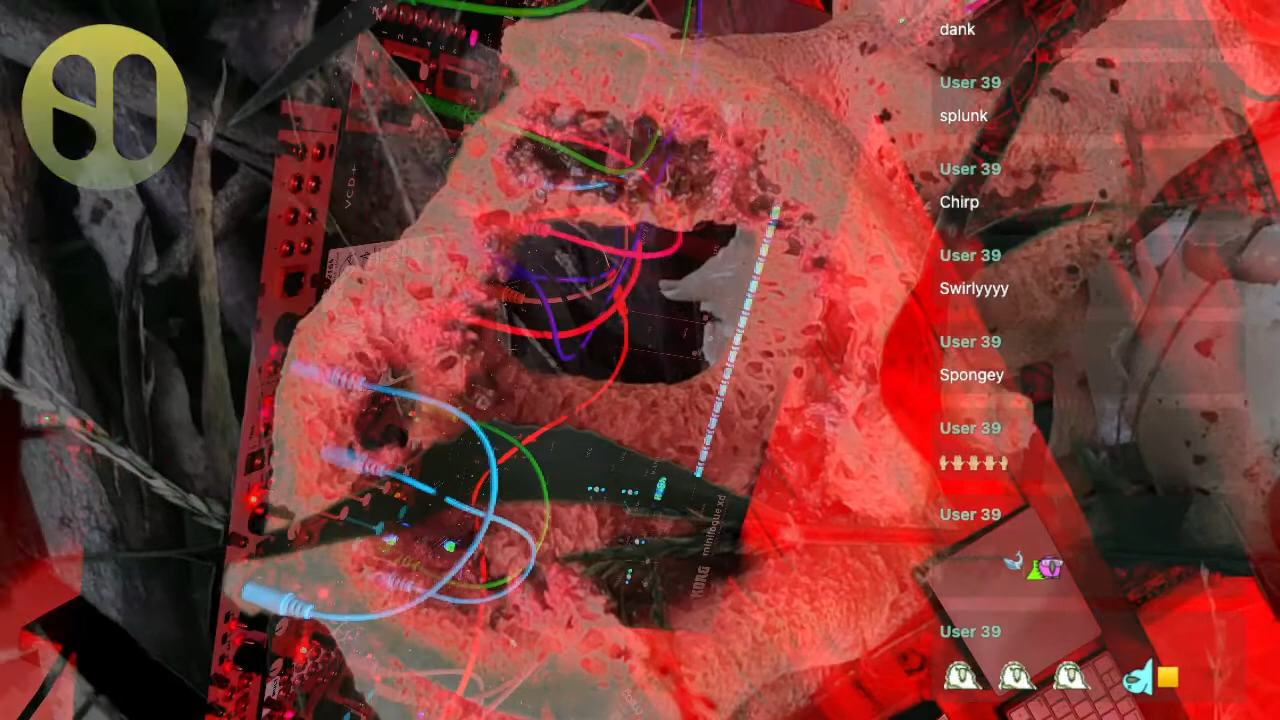 dank
User 39
splunk
User 39
Chirp
User 39
Swirlyyyy
User 39
Spongey
User 39
User 39
User 39
VCD+
KORG minilogue xd